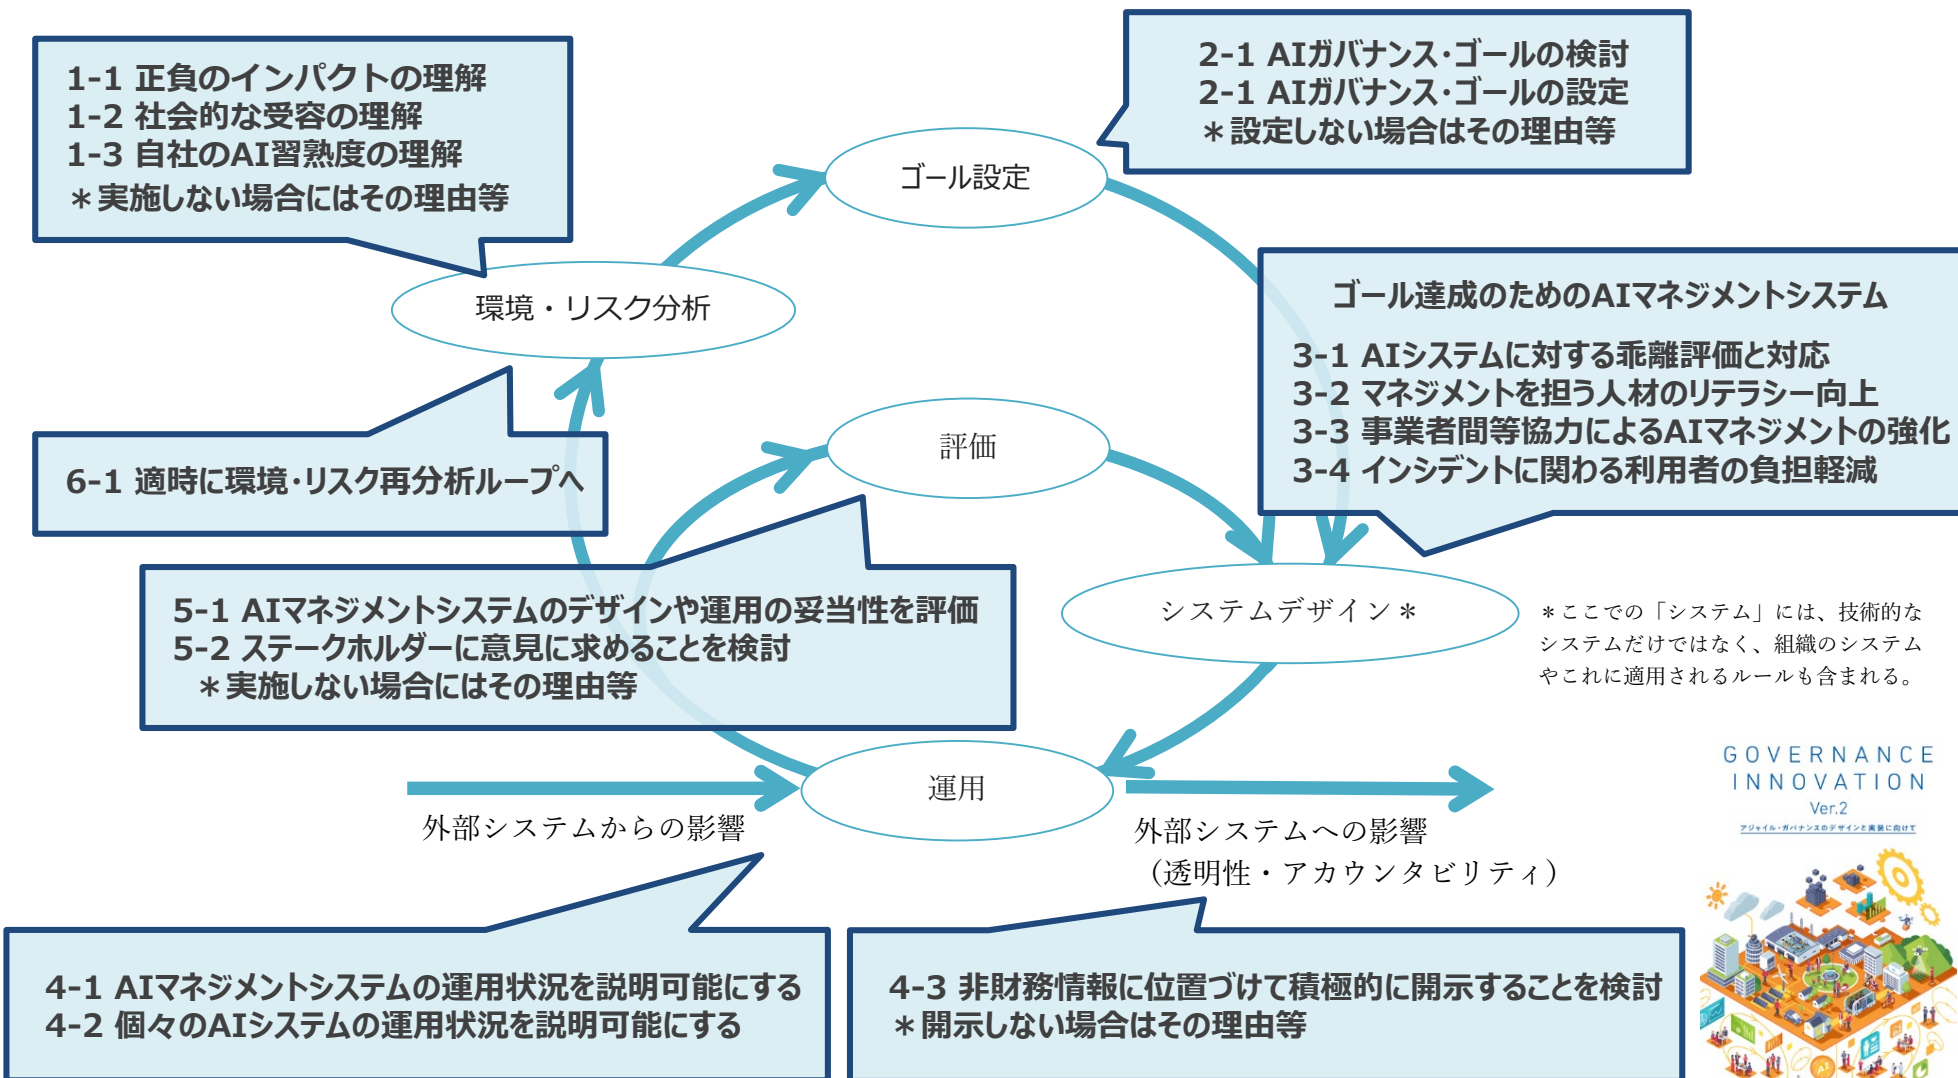 1-1 正負のインパクトの理解
1-2 社会的な受容の理解
1-3 自社のAI習熟度の理解
＊実施しない場合にはその理由等
2-1 AIガバナンス・ゴールの検討
2-1 AIガバナンス・ゴールの設定
＊設定しない場合はその理由等
ゴール設定
環境・リスク分析
ゴール達成のためのAIマネジメントシステム
3-1 AIシステムに対する乖離評価と対応
3-2 マネジメントを担う人材のリテラシー向上
3-3 事業者間等協力によるAIマネジメントの強化
3-4 インシデントに関わる利用者の負担軽減
評価
6-1 適時に環境・リスク再分析ループへ
5-1 AIマネジメントシステムのデザインや運用の妥当性を評価
5-2 ステークホルダーに意見に求めることを検討
＊実施しない場合にはその理由等
システムデザイン＊
＊ここでの「システム」には、技術的な
システムだけではなく、組織のシステム
やこれに適用されるルールも含まれる。
運用
外部システムからの影響
外部システムへの影響
（透明性・アカウンタビリティ）
GOVERNANCE
INNOVATION
Ver.2
アジャイル・ガバナンスのデザインと実装に向けて
4-1 AIマネジメントシステムの運用状況を説明可能にする
4-2 個々のAIシステムの運用状況を説明可能にする
4-3 非財務情報に位置づけて積極的に開示することを検討
＊開示しない場合はその理由等
AI